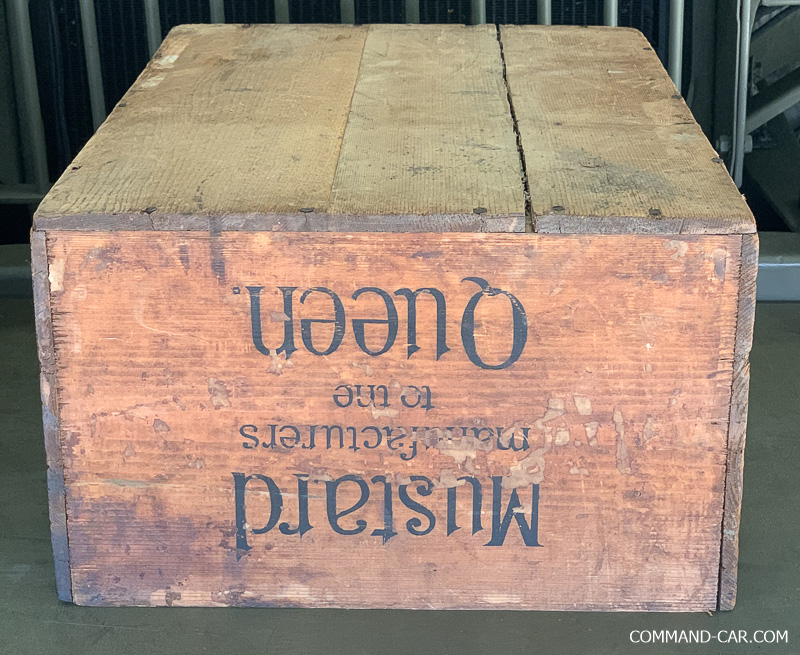 Mustard
manufacturers
to the
Queen.
COMMAND-CAR.COM